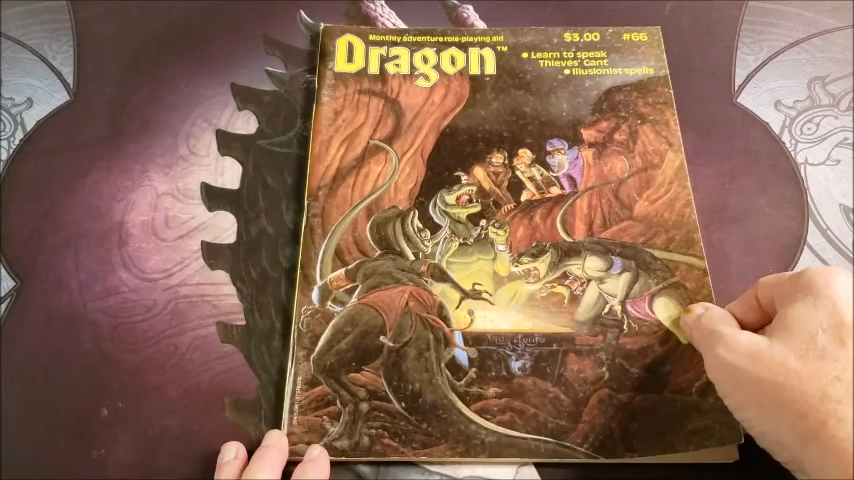 Monthly adventure role-playing aid
Dragon™
$3.00 #66
• Learn to speak
Thieves' Cant
• Illusionist spells